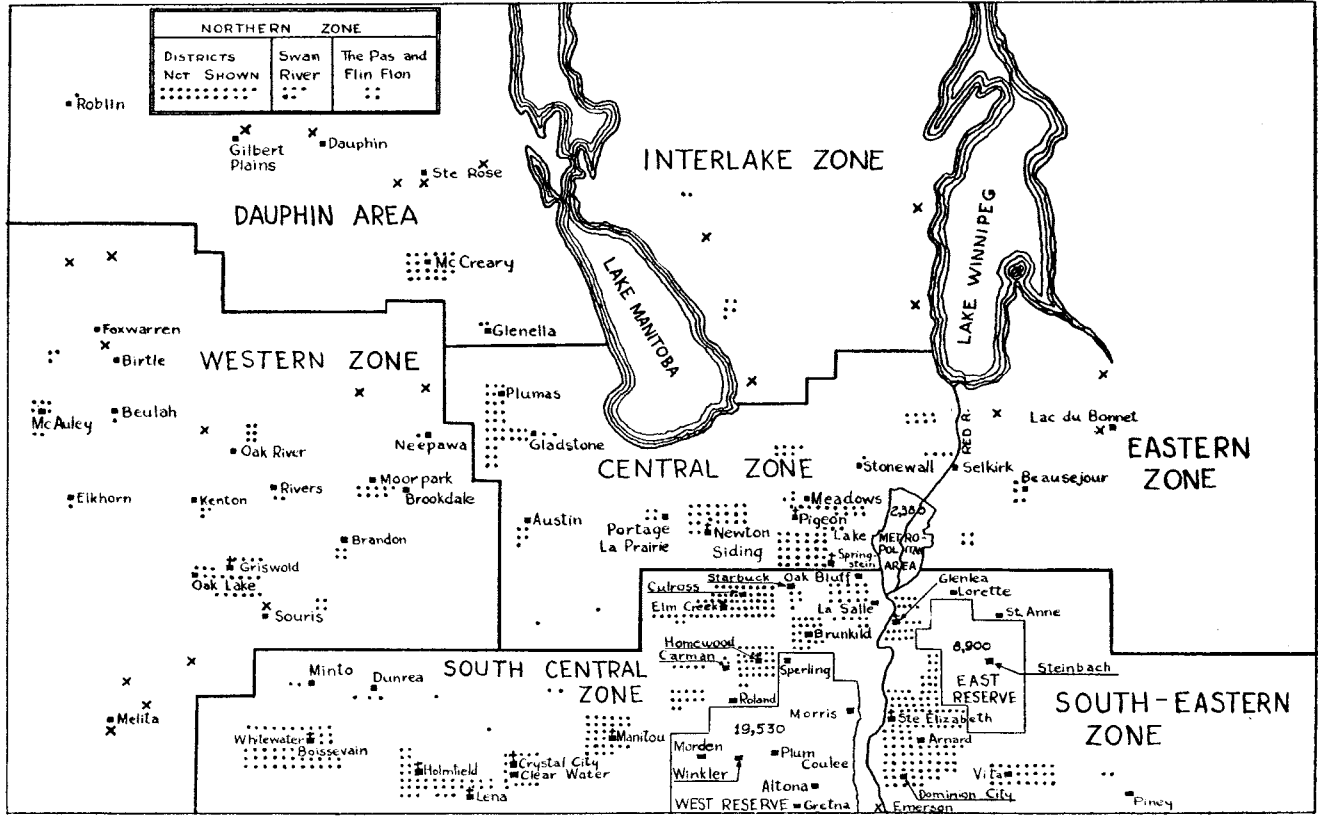 NORTHERN ZONE
DISTRICTS
NOT SHOWN
Swan
River
The Pas and
Flin Flon
Roblin
Gilbert
Plains
Dauphin
Ste Rose
DAUPHIN AREA
INTERLAKE ZONE
McCreary
LAKE MANITOBA
LAKE WINNIPEG
Foxwarren
Birtle
WESTERN ZONE
Glenella
McAuley
Beulah
Oak River
Neepawa
Plumas
Gladstone
CENTRAL ZONE
RED R.
Stonewall
Selkirk
Lac du Bonnet
Beausejour
EASTERN
ZONE
Elkhorn
Kenton
Rivers
Moorpark
Brookdale
Austin
Portage
La Prairie
Newton
Siding
Meadows
Pigeon
Lake
Spring-
stein
2,380
METRO-
POLITAN
AREA
Brandon
Griswold
Oak Lake
Souris
Starbuck
Culross
Oak Bluff
Elm Creek
La Salle
Glenlea
Lorette
St. Anne
Brunkild
Homewood
Carman
Sperling
8,900
Steinbach
EAST
RESERVE
SOUTH CENTRAL
ZONE
SOUTH-EASTERN
ZONE
Minto
Dunrea
Roland
Morris
19,530
Melita
Whitewater
Boissevain
Manitou
Ste Elizabeth
Arnard
Holmfield
Crystal City
Clear Water
Lena
Morden
Winkler
Plum
Coulee
Altona
WEST RESERVE
Gretna
Vita
Dominion City
Emerson
Piney